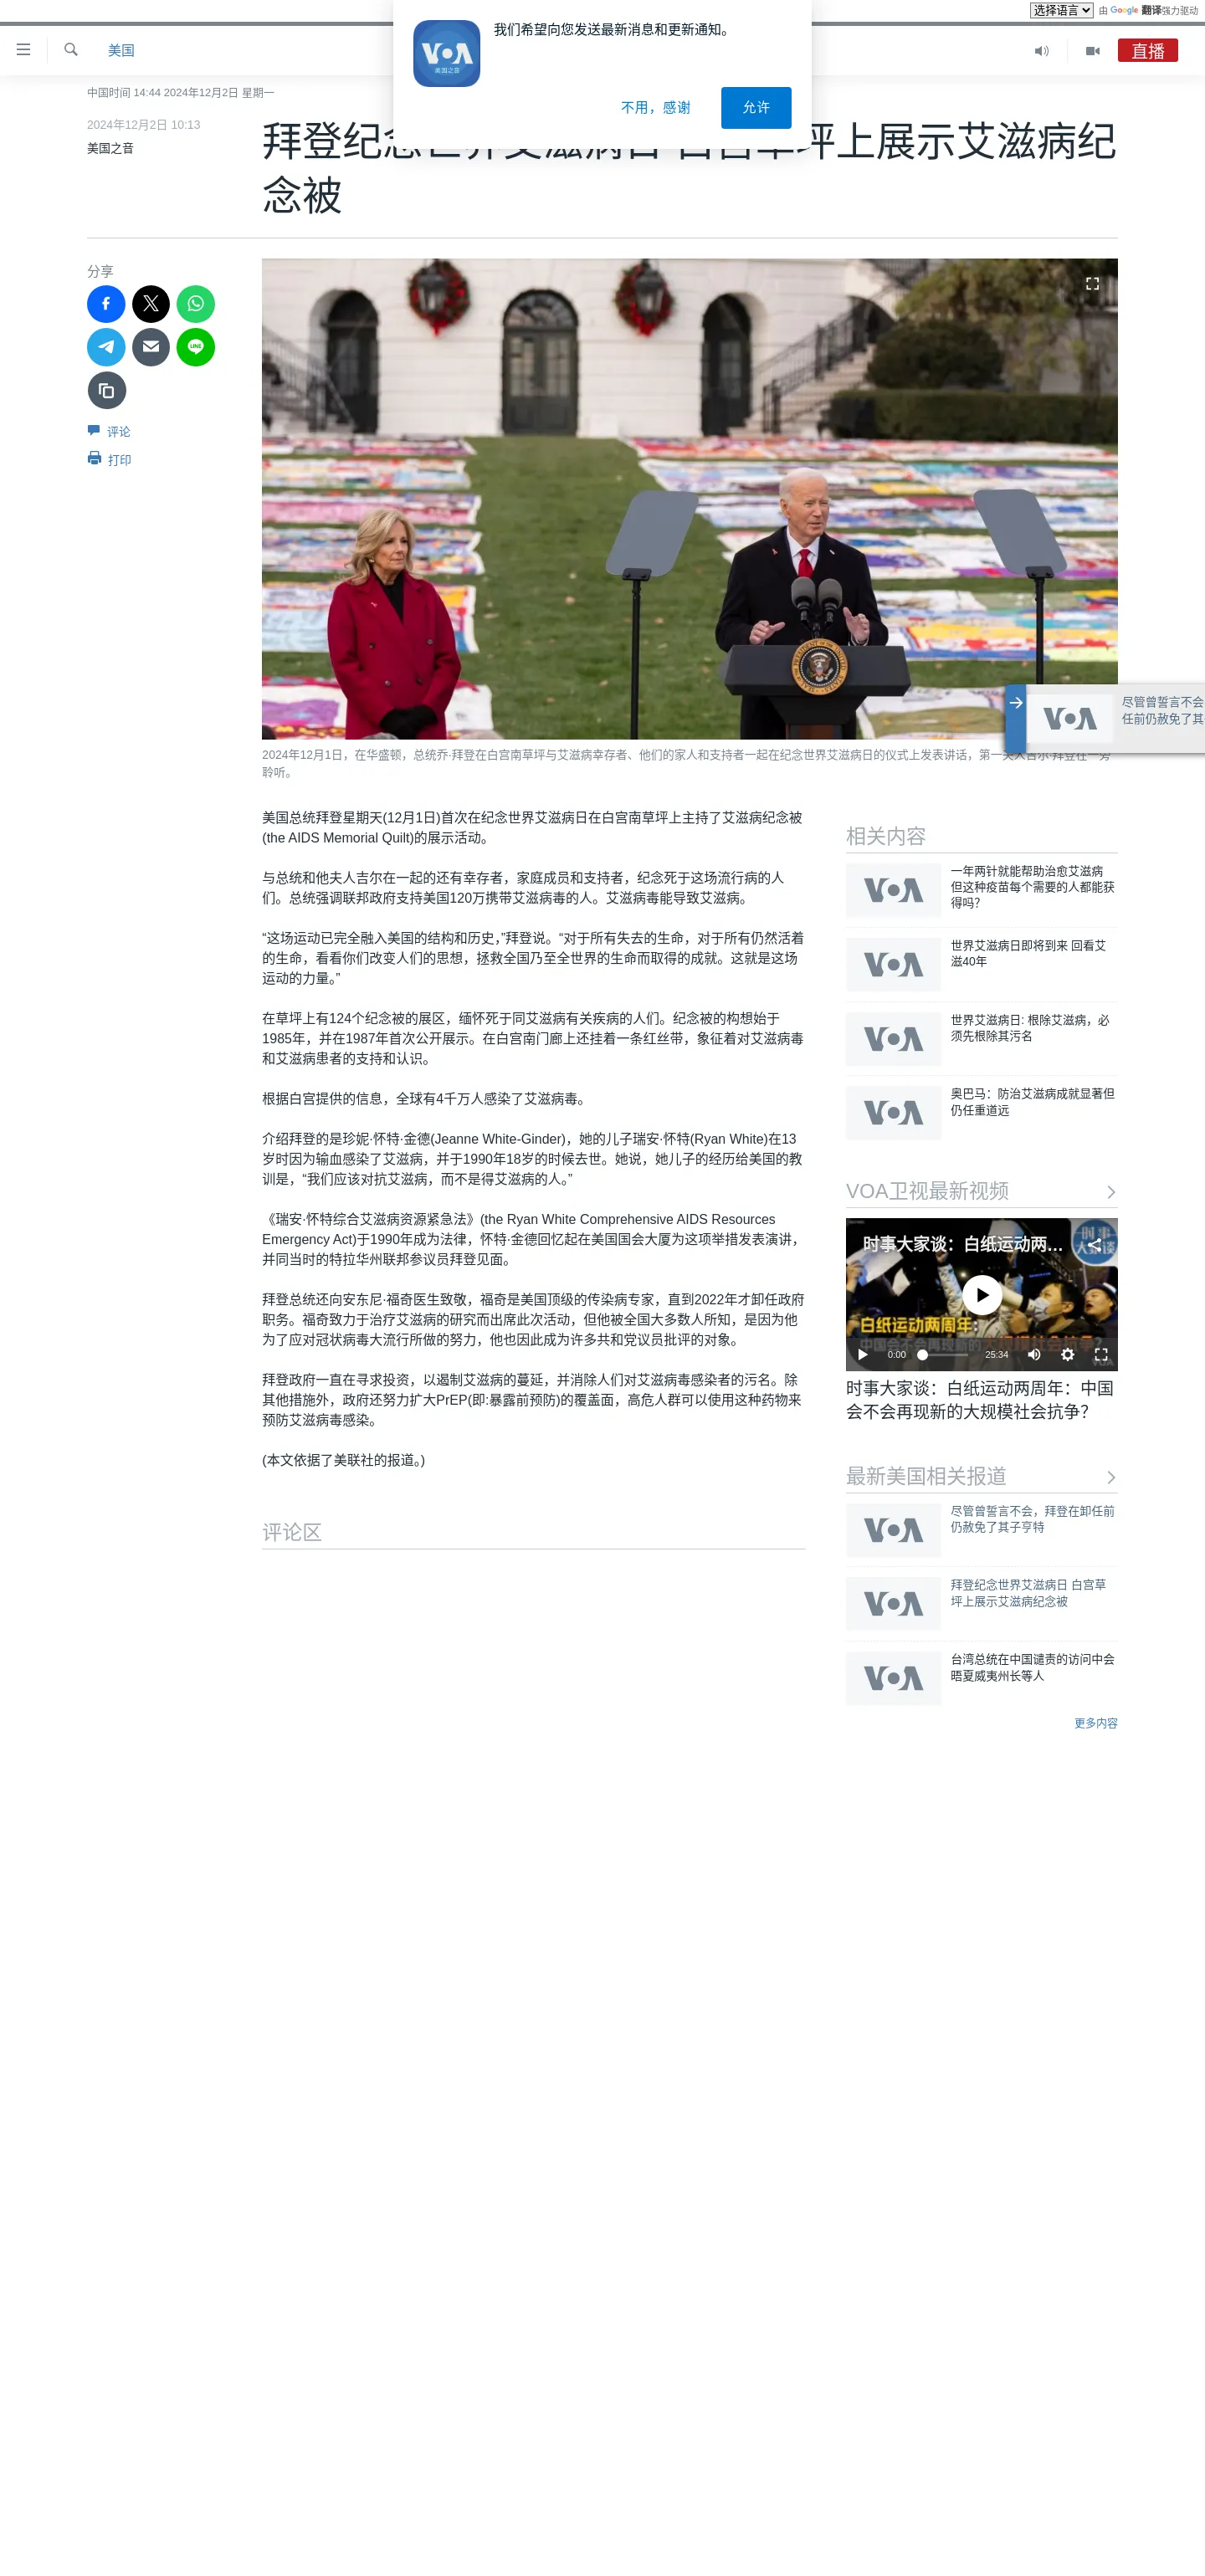 选择语言 由 Google 翻译强力驱动
美国
直播
VOA
美国之音
我们希望向您发送最新消息和更新通知。
不用，感谢
允许
中国时间 14:44 2024年12月2日 星期一
2024年12月2日 10:13
美国之音
拜登纪念世界艾滋病日 白宫草坪上展示艾滋病纪
念被
分享
评论
打印
VOA
尽管曾誓言不会
任前仍赦免了其
2024年12月1日，在华盛顿，总统乔·拜登在白宫南草坪与艾滋病幸存者、他们的家人和支持者一起在纪念世界艾滋病日的仪式上发表讲话，第一夫人吉尔·拜登在一旁
聆听。
美国总统拜登星期天(12月1日)首次在纪念世界艾滋病日在白宫南草坪上主持了艾滋病纪念被
(the AIDS Memorial Quilt)的展示活动。
与总统和他夫人吉尔在一起的还有幸存者，家庭成员和支持者，纪念死于这场流行病的人
们。总统强调联邦政府支持美国120万携带艾滋病毒的人。艾滋病毒能导致艾滋病。
“这场运动已完全融入美国的结构和历史，”拜登说。“对于所有失去的生命，对于所有仍然活着
的生命，看看你们改变人们的思想，拯救全国乃至全世界的生命而取得的成就。这就是这场
运动的力量。”
在草坪上有124个纪念被的展区，缅怀死于同艾滋病有关疾病的人们。纪念被的构想始于
1985年，并在1987年首次公开展示。在白宫南门廊上还挂着一条红丝带，象征着对艾滋病毒
和艾滋病患者的支持和认识。
根据白宫提供的信息，全球有4千万人感染了艾滋病毒。
介绍拜登的是珍妮·怀特·金德(Jeanne White-Ginder)，她的儿子瑞安·怀特(Ryan White)在13
岁时因为输血感染了艾滋病，并于1990年18岁的时候去世。她说，她儿子的经历给美国的教
训是，“我们应该对抗艾滋病，而不是得艾滋病的人。”
《瑞安·怀特综合艾滋病资源紧急法》(the Ryan White Comprehensive AIDS Resources
Emergency Act)于1990年成为法律，怀特·金德回忆起在美国国会大厦为这项举措发表演讲，
并同当时的特拉华州联邦参议员拜登见面。
拜登总统还向安东尼·福奇医生致敬，福奇是美国顶级的传染病专家，直到2022年才卸任政府
职务。福奇致力于治疗艾滋病的研究而出席此次活动，但他被全国大多数人所知，是因为他
为了应对冠状病毒大流行所做的努力，他也因此成为许多共和党议员批评的对象。
拜登政府一直在寻求投资，以遏制艾滋病的蔓延，并消除人们对艾滋病毒感染者的污名。除
其他措施外，政府还努力扩大PrEP(即:暴露前预防)的覆盖面，高危人群可以使用这种药物来
预防艾滋病毒感染。
(本文依据了美联社的报道。)
评论区
相关内容
VOA
一年两针就能帮助治愈艾滋病
但这种疫苗每个需要的人都能获
得吗？
VOA
世界艾滋病日即将到来 回看艾
滋40年
VOA
世界艾滋病日: 根除艾滋病，必
须先根除其污名
VOA
奥巴马：防治艾滋病成就显著但
仍任重道远
VOA卫视最新视频
时事大家谈：白纸运动两…
白纸运动两周年：
0:00
25:34
时事大家谈：白纸运动两周年：中国
会不会再现新的大规模社会抗争？
最新美国相关报道
VOA
尽管曾誓言不会，拜登在卸任前
仍赦免了其子亨特
VOA
拜登纪念世界艾滋病日 白宫草
坪上展示艾滋病纪念被
VOA
台湾总统在中国谴责的访问中会
晤夏威夷州长等人
更多内容